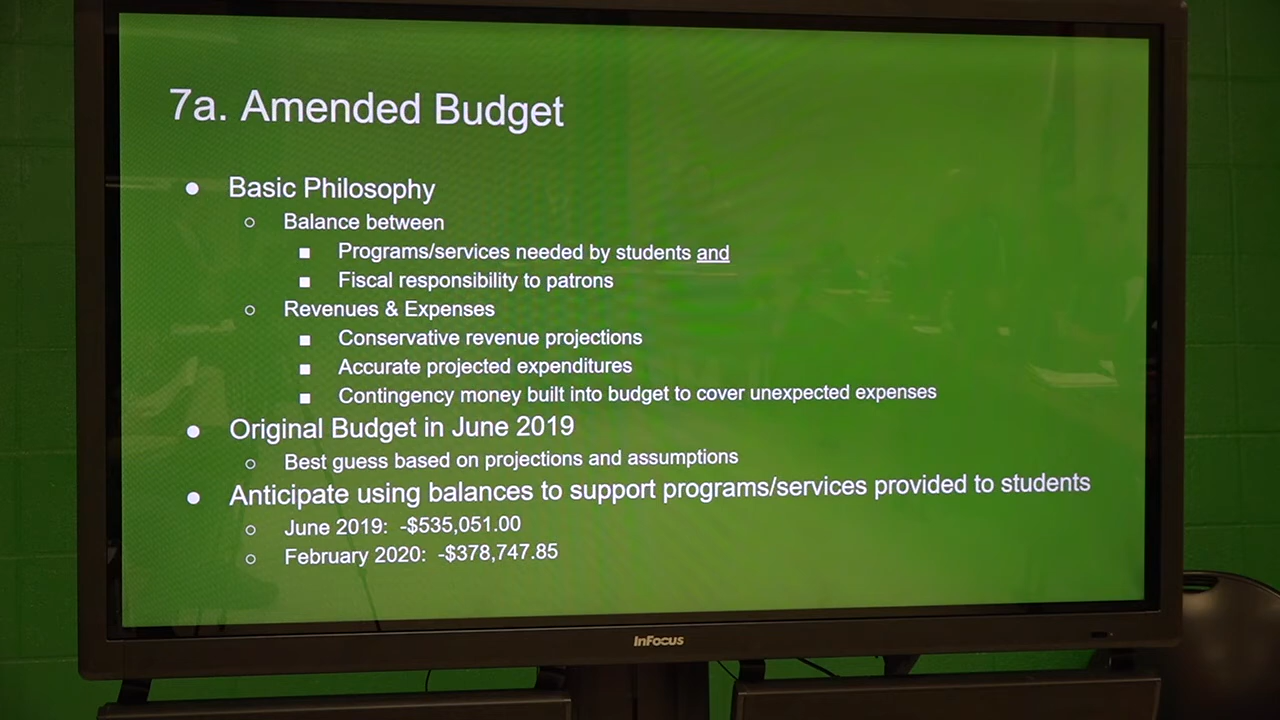 7a. Amended Budget
● Basic Philosophy
○ Balance between
■ Programs/services needed by students and
■ Fiscal responsibility to patrons
○ Revenues & Expenses
■ Conservative revenue projections
■ Accurate projected expenditures
■ Contingency money built into budget to cover unexpected expenses
● Original Budget in June 2019
○ Best guess based on projections and assumptions
● Anticipate using balances to support programs/services provided to students
○ June 2019: -$535,051.00
○ February 2020: -$378,747.85
InFocus